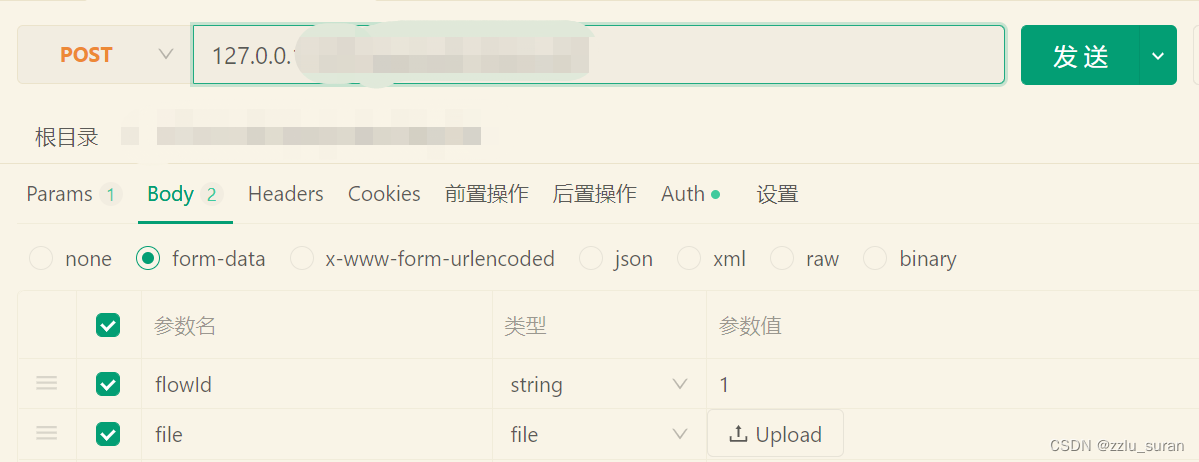 POST 127.0.0. 发送
根目录
Params 1 Body 2 Headers Cookies 前置操作 后置操作 Auth 设置
none form-data x-www-form-urlencoded json xml raw binary
参数名 类型 参数值
flowId string 1
file file Upload
CSDN @zzlu_suran